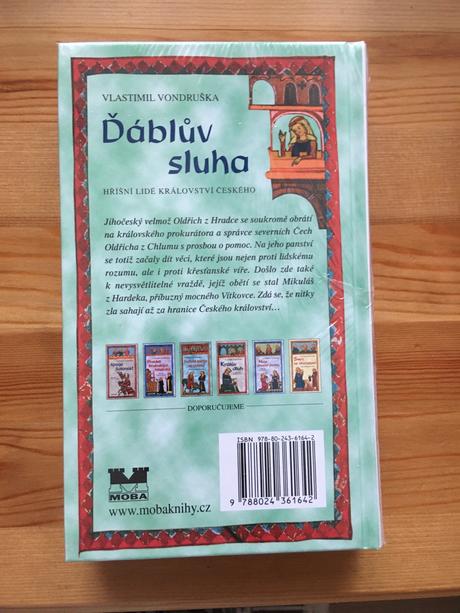 VLASTIMIL VONDRUŠKA
Ďáblův
sluha
HŘÍŠNÍ LIDÉ KRÁLOVSTVÍ ČESKÉHO
Jihočeský velmož Oldřich z Hradce se soukromě obrátí
na královského prokurátora a správce severních Čech
Oldřicha z Chlumu s prosbou o pomoc. Na jeho panství
se totiž začaly dít věci, které jsou nejen proti lidskému
rozumu, ale i proti křesťanské víře. Došlo zde také
k nevysvětlitelné vraždě, jejíž obětí se stal Mikuláš
z Hardeka, příbuzný mocného Vítkovce. Zdá se, že nitky
zla sahají až za hranice Českého království…
DOPORUČUJEME
ISBN 978-80-243-6164-2
9 788024 361642
MOBA
www.mobaknihy.cz